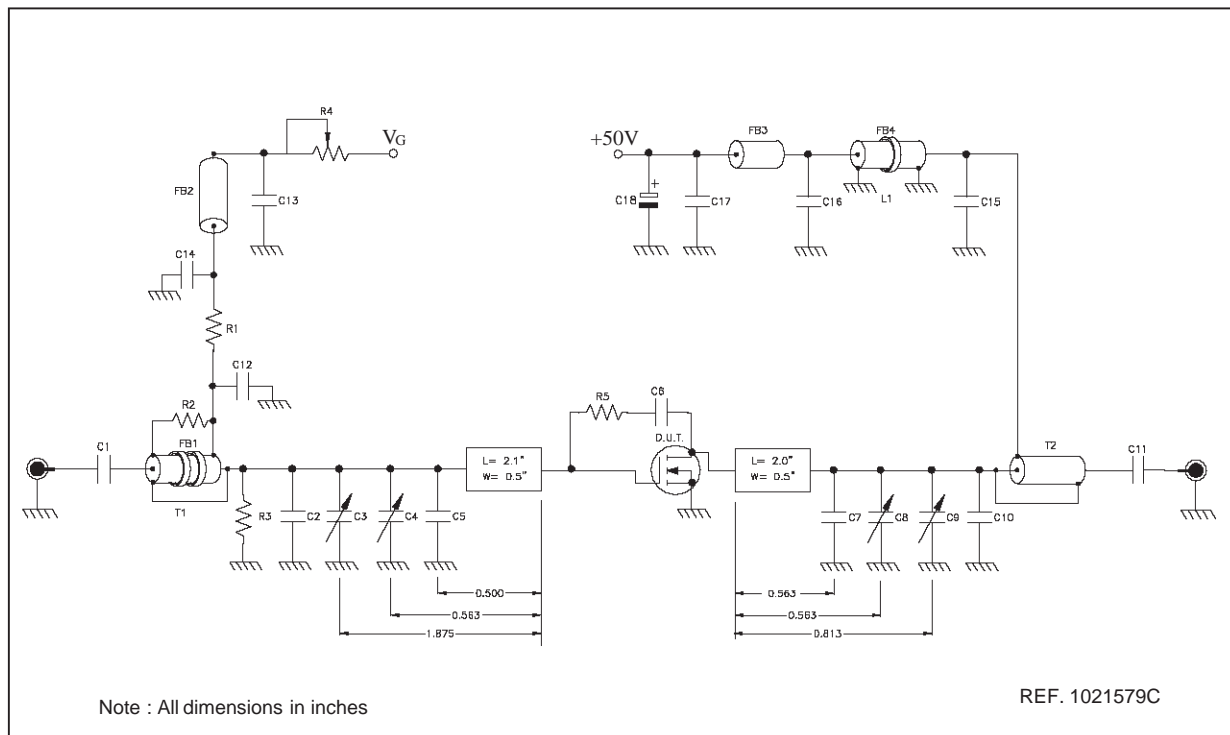 R4
VG
+50V
FB3
FB4
FB2
C13
C18
+
C17
C16
L1
C15
C14
R1
C12
R2
R5
C6
D.U.T.
C1
FB1
L= 2.1"
W= 0.5"
L= 2.0"
W= 0.5"
T2
C11
T1
R3
C2
C3
C4
C5
C7
C8
C9
C10
0.500
0.563
0.563
0.563
1.875
0.813
Note : All dimensions in inches
REF. 1021579C